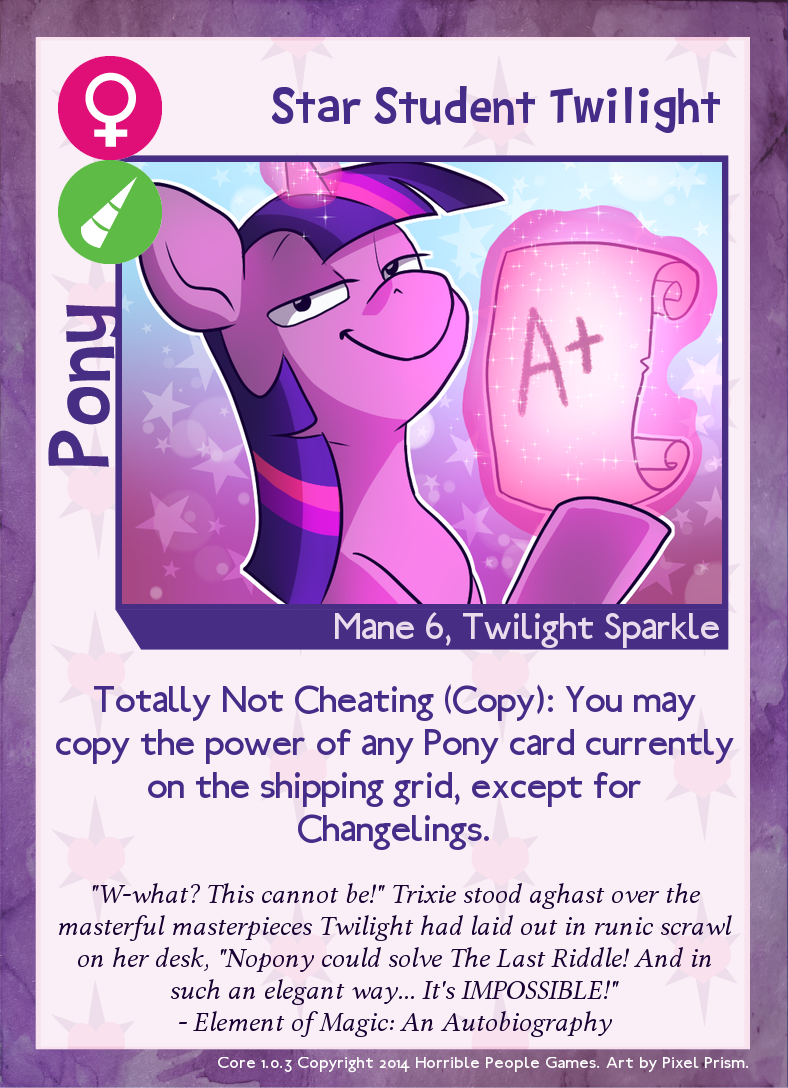 Star Student Twilight
Pony
A+
Mane 6, Twilight Sparkle
Totally Not Cheating (Copy): You may
copy the power of any Pony card currently
on the shipping grid, except for
Changelings.
"W-what? This cannot be!" Trixie stood aghast over the
masterful masterpieces Twilight had laid out in runic scrawl
on her desk, "Nopony could solve The Last Riddle! And in
such an elegant way... It's IMPOSSIBLE!"
- Element of Magic: An Autobiography
Core 1.0.3 Copyright 2014 Horrible People Games. Art by Pixel Prism.